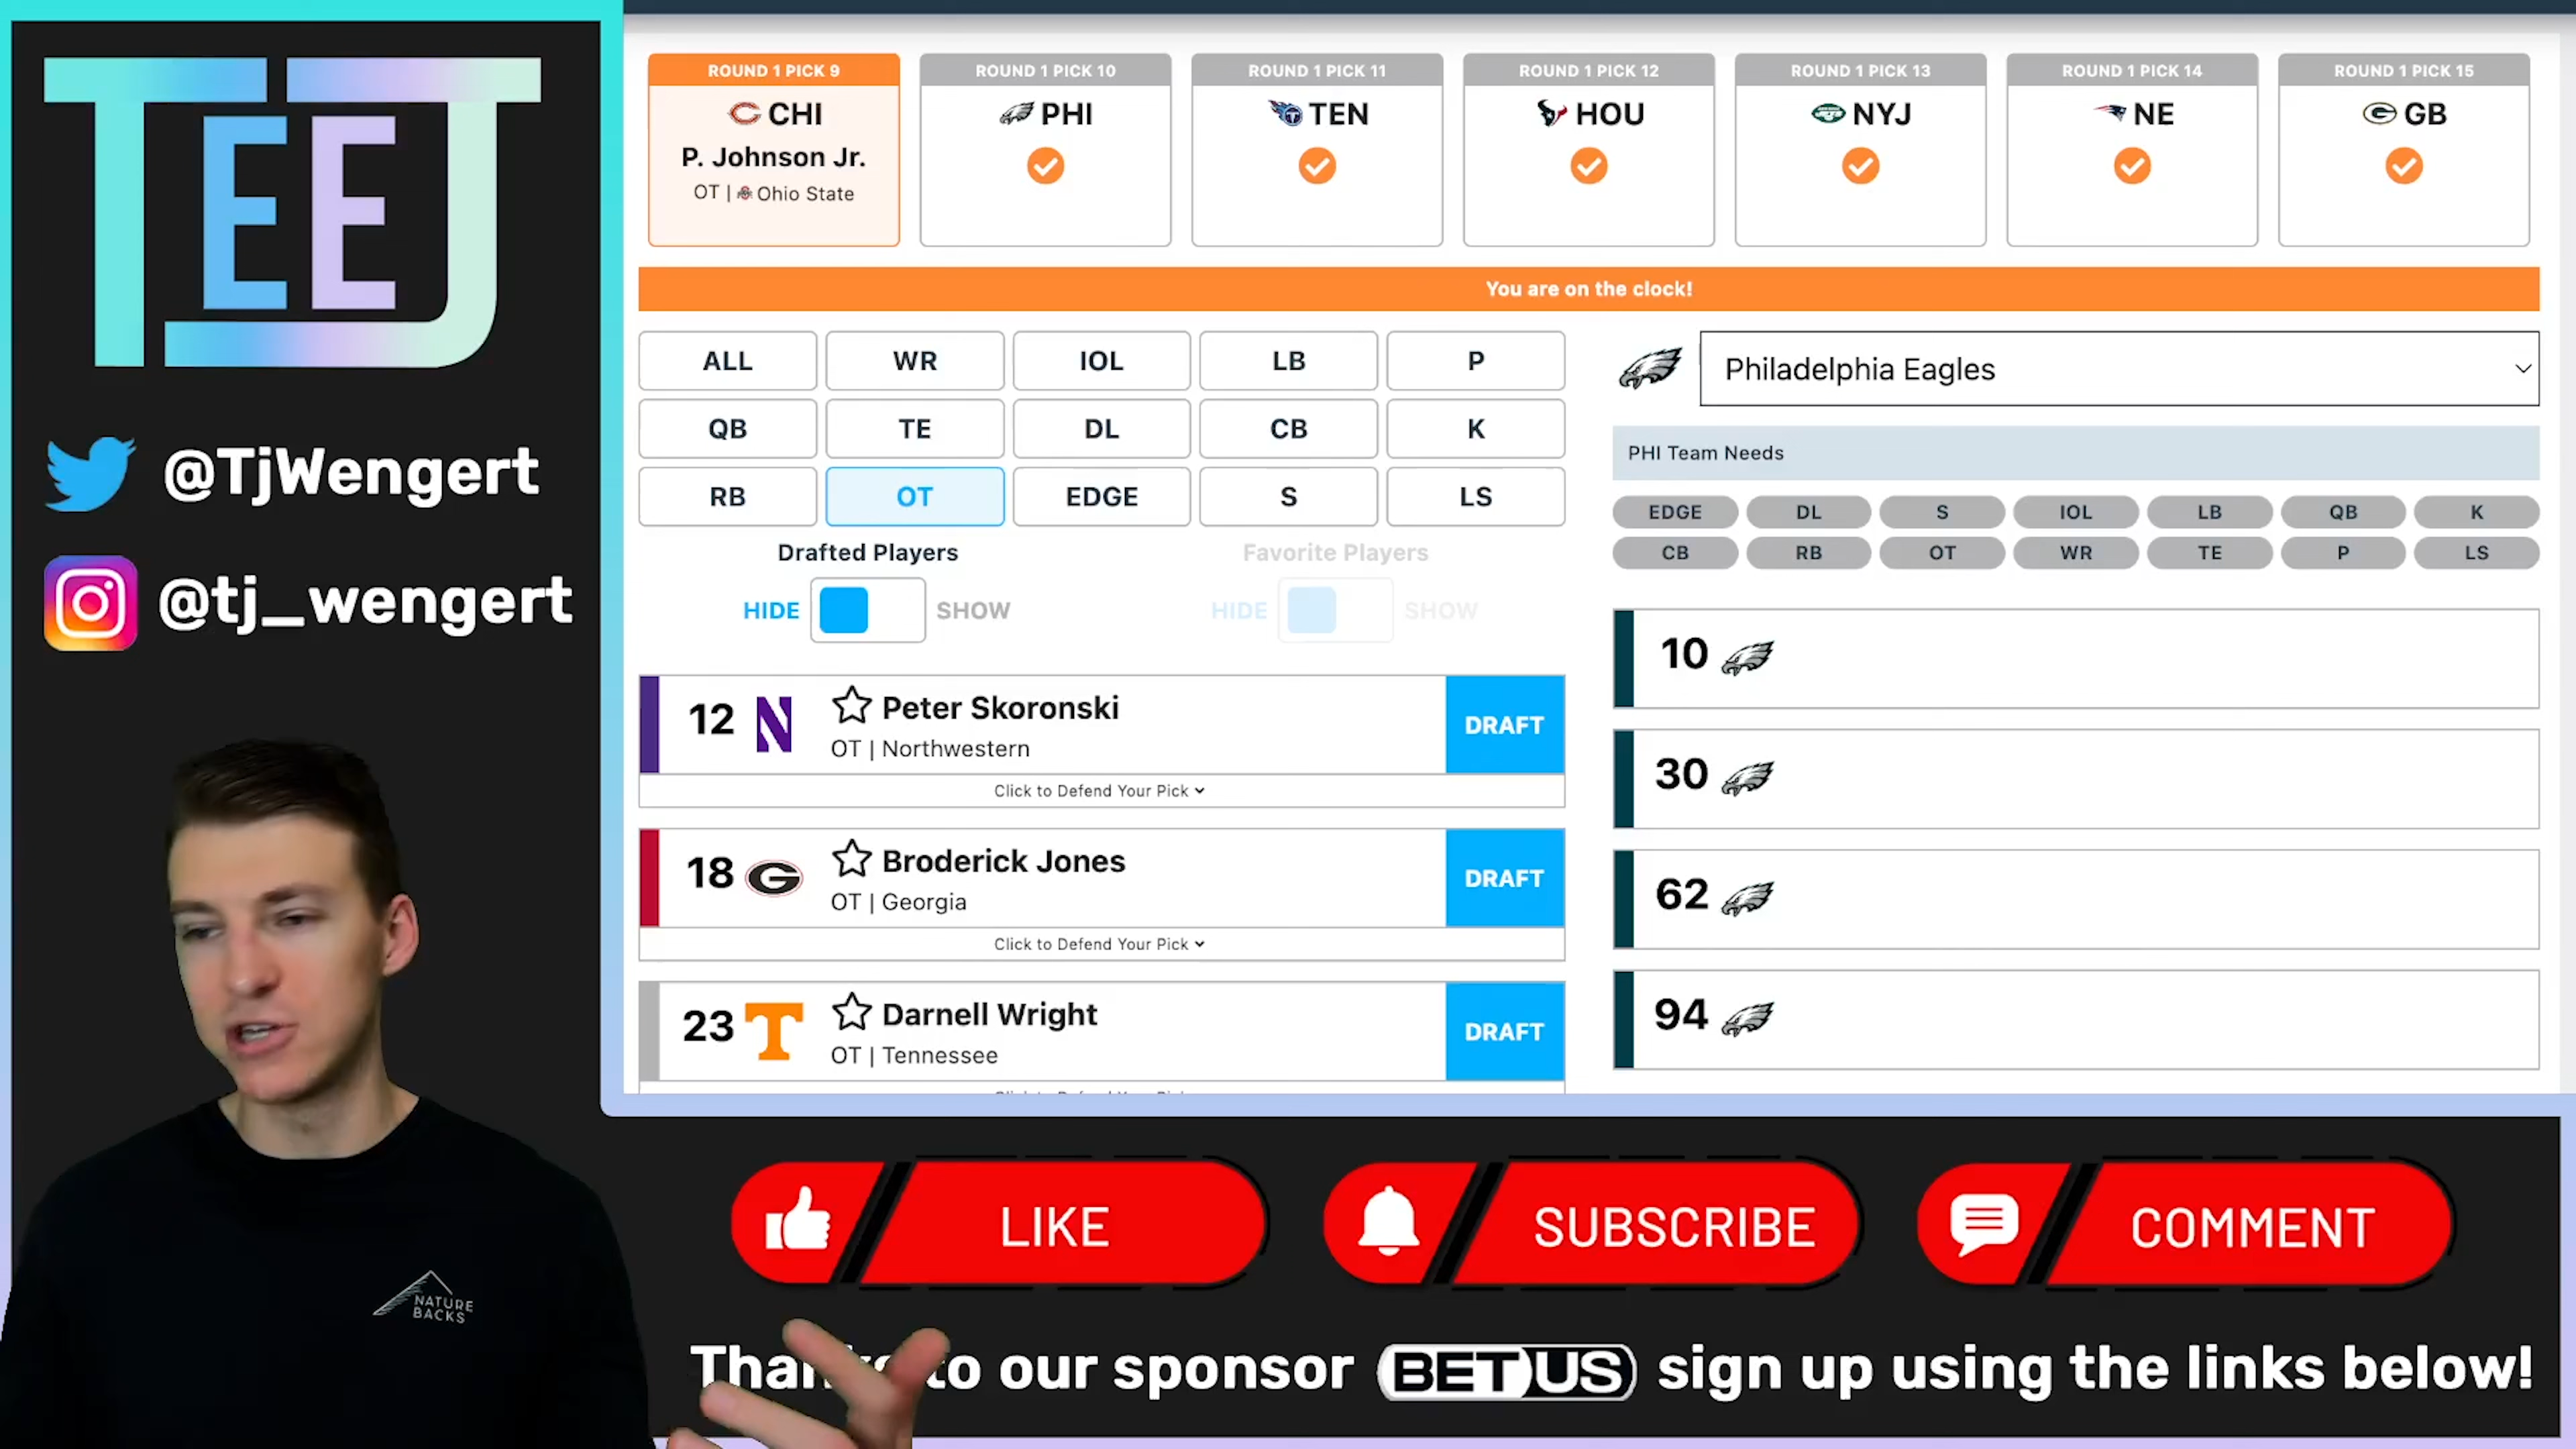 TEEJ
@TjWengert
@tj_wengert
NATURE
BACKS
ROUND 1 PICK 9
CHI
P. Johnson Jr.
OT | Ohio State
ROUND 1 PICK 10
PHI
ROUND 1 PICK 11
TEN
ROUND 1 PICK 12
HOU
ROUND 1 PICK 13
NYJ
ROUND 1 PICK 14
NE
ROUND 1 PICK 15
GB
You are on the clock!
ALL WR IOL LB P
QB TE DL CB K
RB OT EDGE S LS
Drafted Players
HIDE SHOW
Favorite Players
HIDE SHOW
12 Peter Skoronski
OT | Northwestern
DRAFT
Click to Defend Your Pick
18 Broderick Jones
OT | Georgia
DRAFT
Click to Defend Your Pick
23 Darnell Wright
OT | Tennessee
DRAFT
Philadelphia Eagles
PHI Team Needs
EDGE DL S IOL LB QB K
CB RB OT WR TE P LS
10
30
62
94
LIKE
SUBSCRIBE
COMMENT
to our sponsor BETUS sign up using the links below!